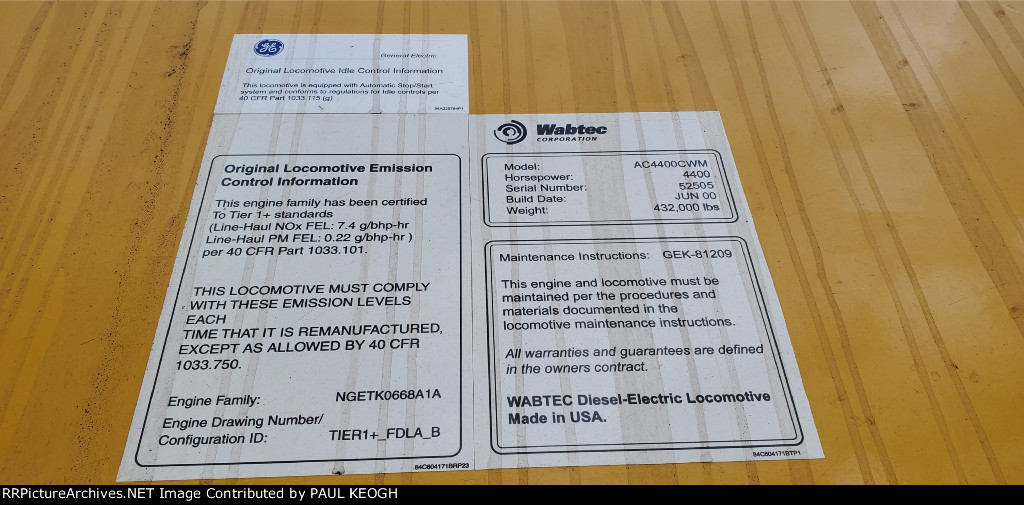 GE
General Electric
Original Locomotive Idle Control Information
This locomotive is equipped with Automatic Stop/Start
system and conforms to regulations for Idle controls per
40 CFR Part 1033.115 (g)
Original Locomotive Emission
Control Information
This engine family has been certified
To Tier 1+ standards
(Line-Haul NOx FEL: 7.4 g/bhp-hr
Line-Haul PM FEL: 0.22 g/bhp-hr )
per 40 CFR Part 1033.101.
THIS LOCOMOTIVE MUST COMPLY
WITH THESE EMISSION LEVELS
EACH
TIME THAT IT IS REMANUFACTURED,
EXCEPT AS ALLOWED BY 40 CFR
1033.750.
Engine Family: NGETK0668A1A
Engine Drawing Number/
Configuration ID: TIER1+_FDLA_B
84C604171BRP23
Wabtec
CORPORATION
Model: AC4400CWM
Horsepower: 4400
Serial Number: 52505
Build Date: JUN 00
Weight: 432,000 lbs
Maintenance Instructions: GEK-81209
This engine and locomotive must be
maintained per the procedures and
materials documented in the
locomotive maintenance instructions.
All warranties and guarantees are defined
in the owners contract.
WABTEC Diesel-Electric Locomotive
Made in USA.
84C604171BTP1
RRPictureArchives.NET Image Contributed by PAUL KEOGH